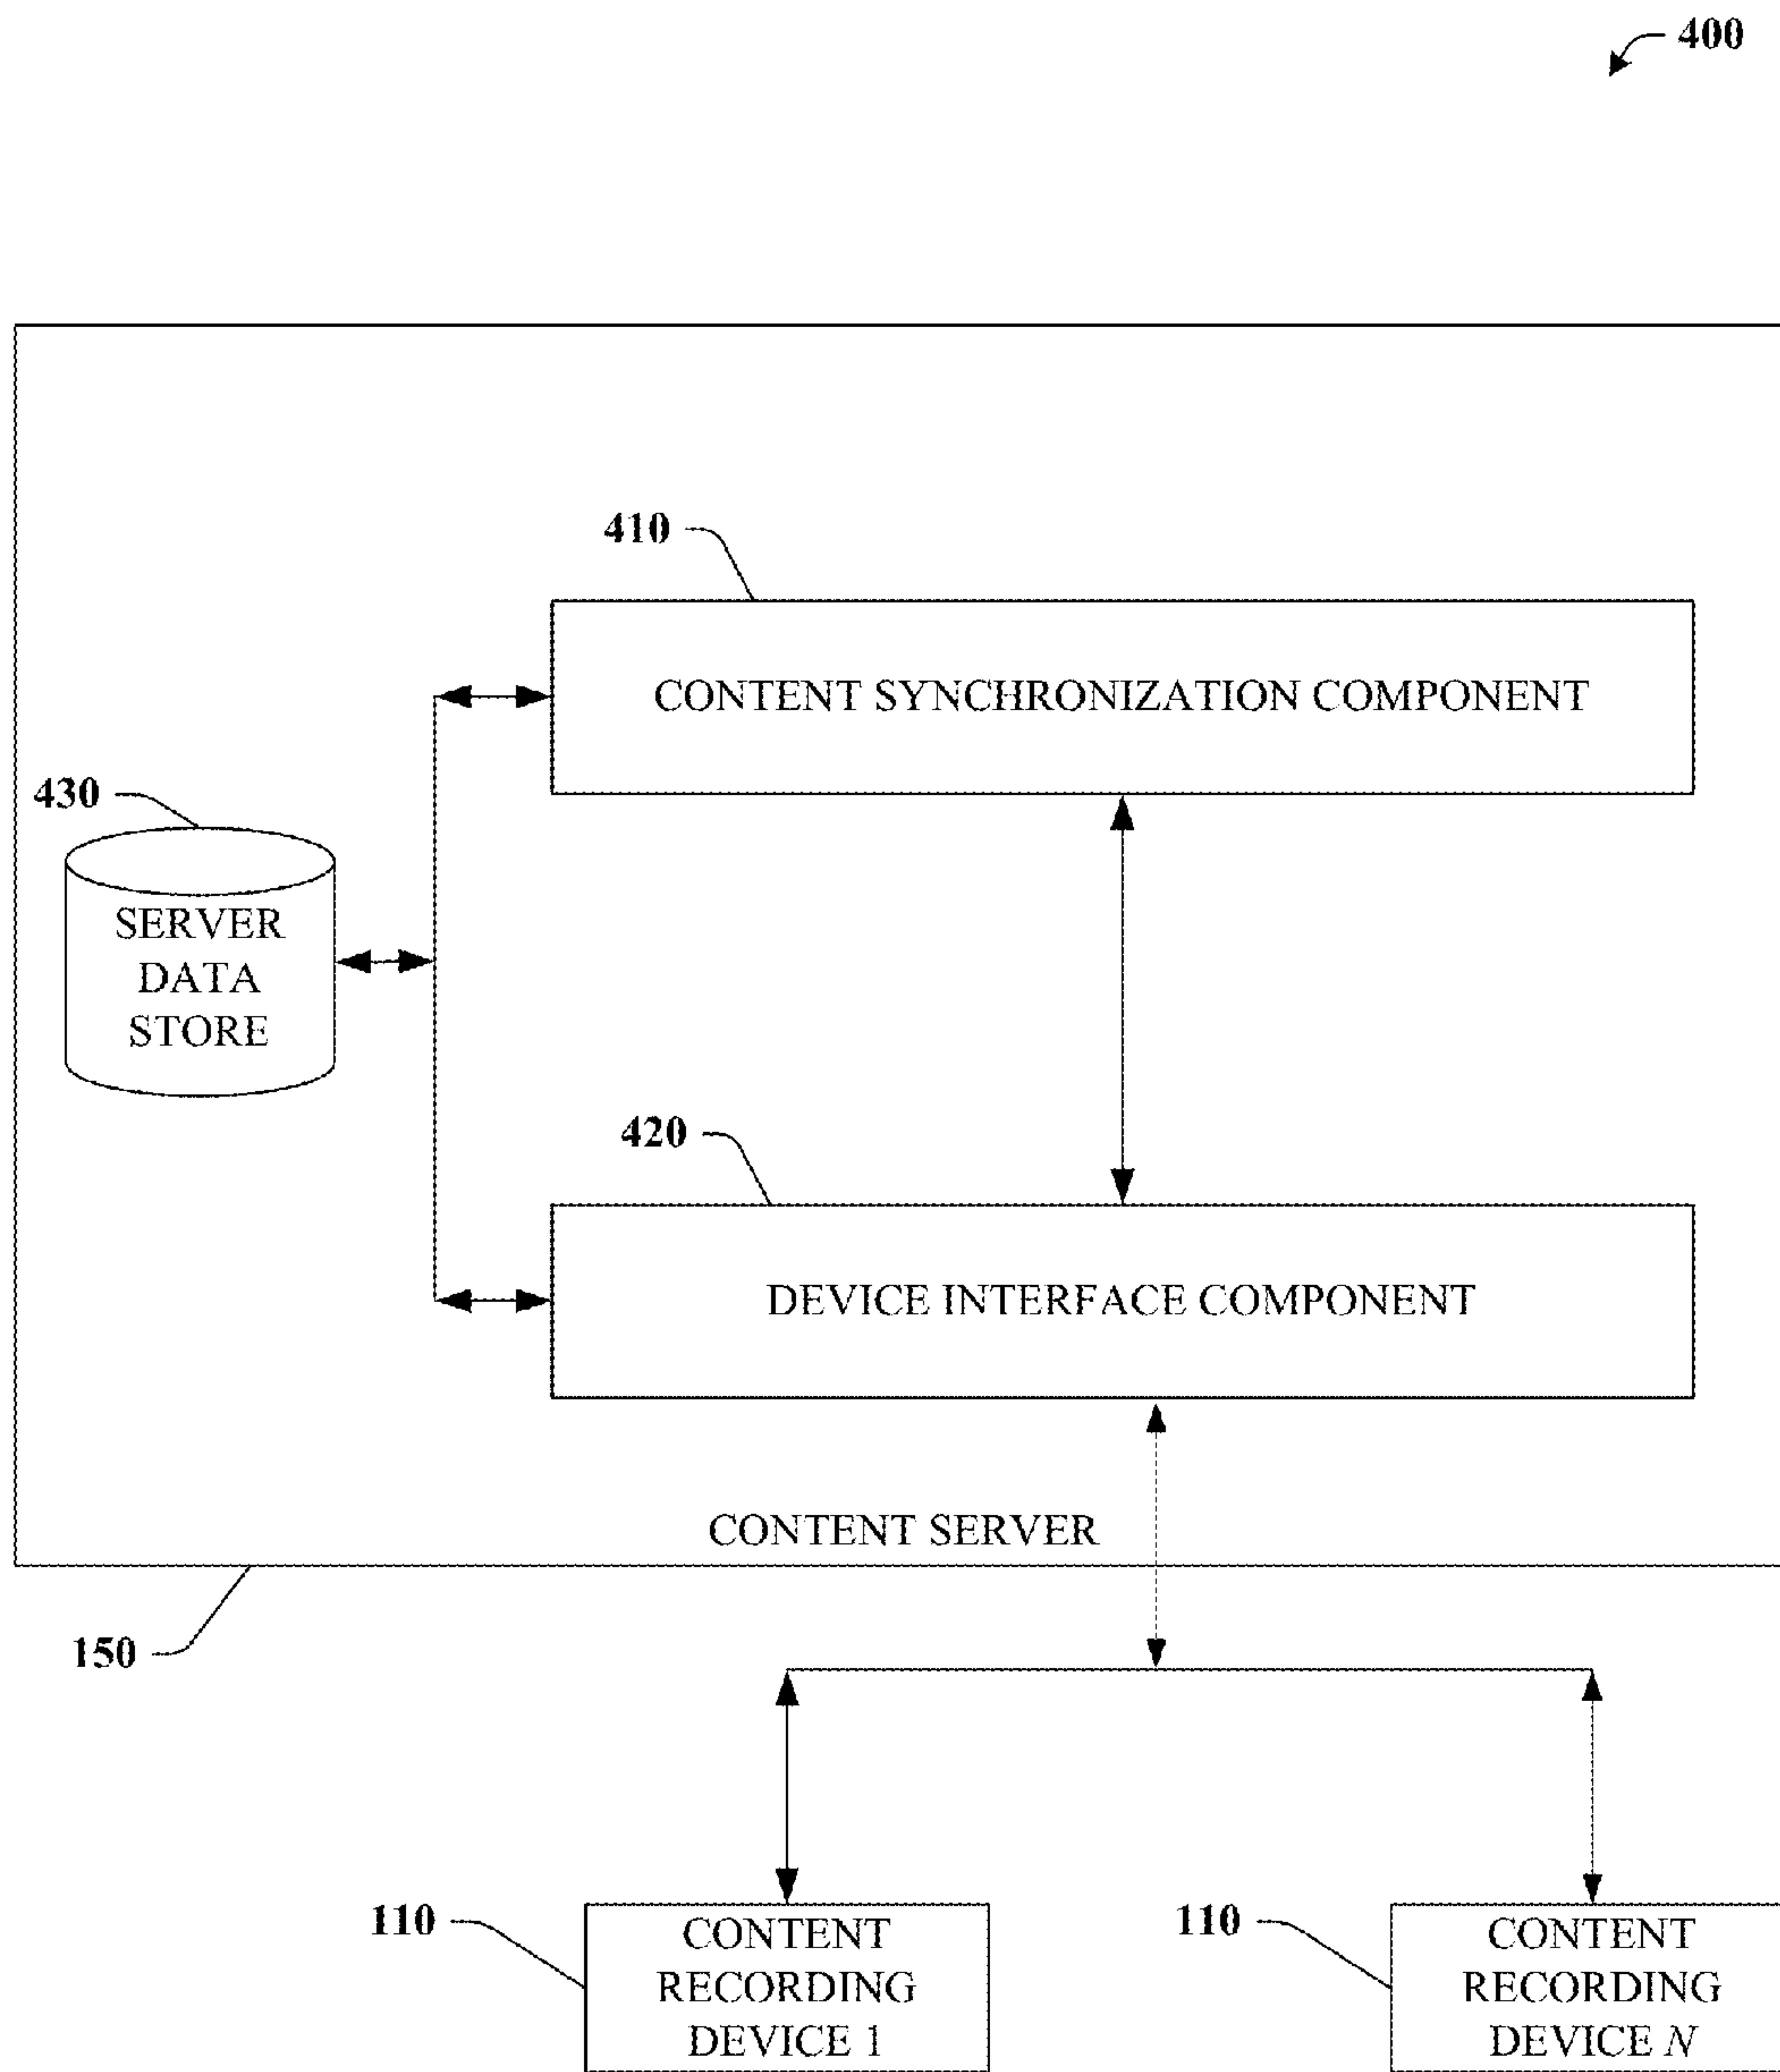 400
410
CONTENT SYNCHRONIZATION COMPONENT
430
SERVER
DATA
STORE
420
DEVICE INTERFACE COMPONENT
CONTENT SERVER
150
110
CONTENT
RECORDING
DEVICE 1
110
CONTENT
RECORDING
DEVICE N